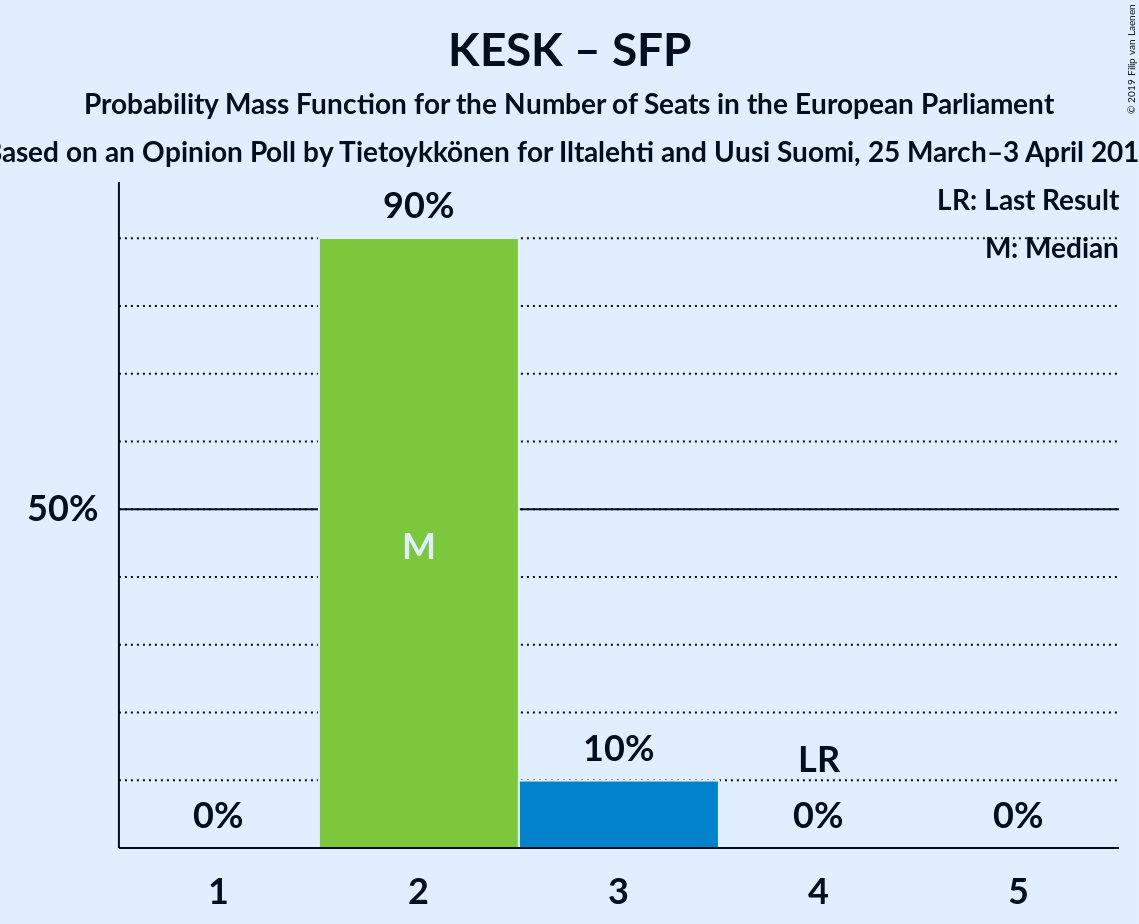 KESK – SFP
Probability Mass Function for the Number of Seats in the European Parliament
ased on an Opinion Poll by Tietoykkönen for Iltalehti and Uusi Suomi, 25 March–3 April 201
© 2019 Filip van Laenen
LR: Last Result
M: Median
90%
50%
M
10%
LR
0%
0%
0%
1
2
3
4
5